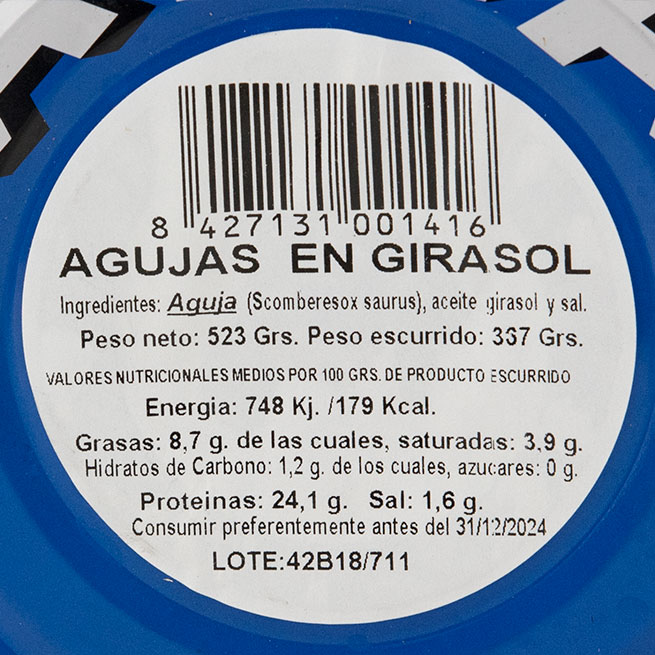 8 427131 001416
AGUJAS EN GIRASOL
Ingredientes: Aguja (Scomberesox saurus), aceite girasol y sal.
Peso neto: 523 Grs. Peso escurrido: 367 Grs.
VALORES NUTRICIONALES MEDIOS POR 100 GRS. DE PRODUCTO ESCURRIDO
Energia: 748 Kj. /179 Kcal.
Grasas: 8,7 g. de las cuales, saturadas: 3,9 g.
Hidratos de Carbono: 1,2 g. de los cuales, azucares: 0 g.
Proteinas: 24,1 g. Sal: 1,6 g.
Consumir preferentemente antes del 31/12/2024
LOTE:42B18/711